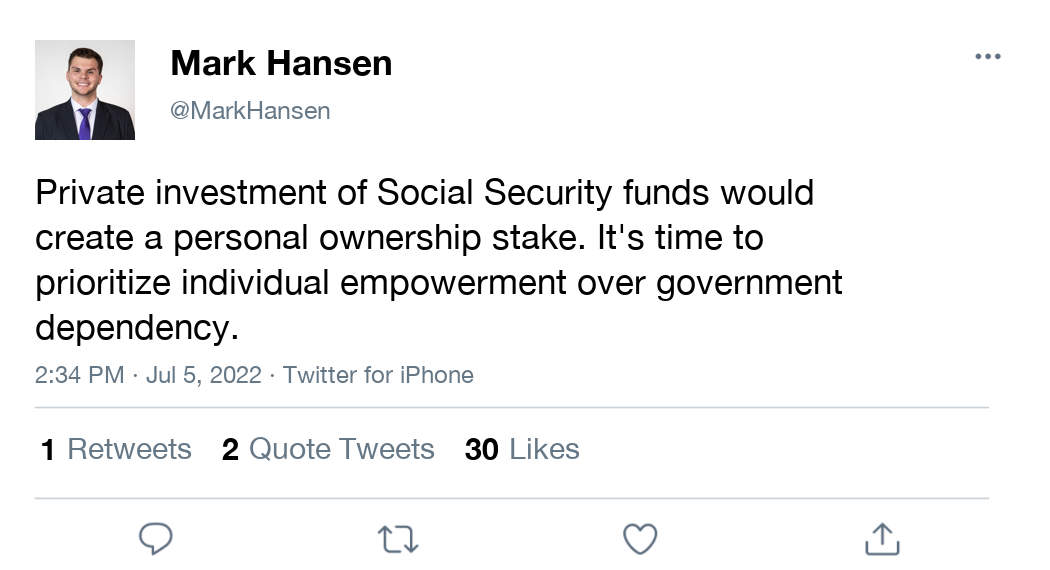 Mark Hansen
@MarkHansen
Private investment of Social Security funds would
create a personal ownership stake. It's time to
prioritize individual empowerment over government
dependency.
2:34 PM · Jul 5, 2022 · Twitter for iPhone
1 Retweets 2 Quote Tweets 30 Likes